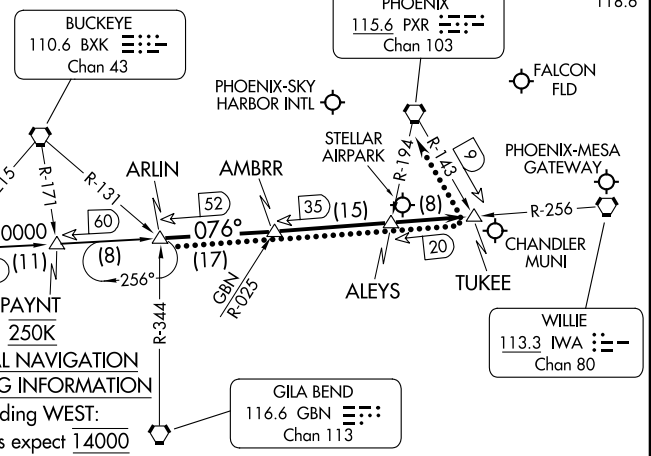 BUCKEYE
110.6 BXK
Chan 43
PHOENIX
115.6 PXR
Chan 103
118.6
PHOENIX-SKY
HARBOR INTL
FALCON
FLD
STELLAR
AIRPARK
PHOENIX-MESA
GATEWAY
R-194
R-143
9
R-171
R-131
ARLIN
AMBRR
52
60
35
(15)
(8)
R-256
0000
(11)
(8)
076°
(17)
256°
20
CHANDLER
MUNI
GBN
R-025
ALEYS
TUKEE
PAYNT
250K
R-344
WILLIE
113.3 IWA
Chan 80
AL NAVIGATION
G INFORMATION
ding WEST:
s expect 14000
GILA BEND
116.6 GBN
Chan 113